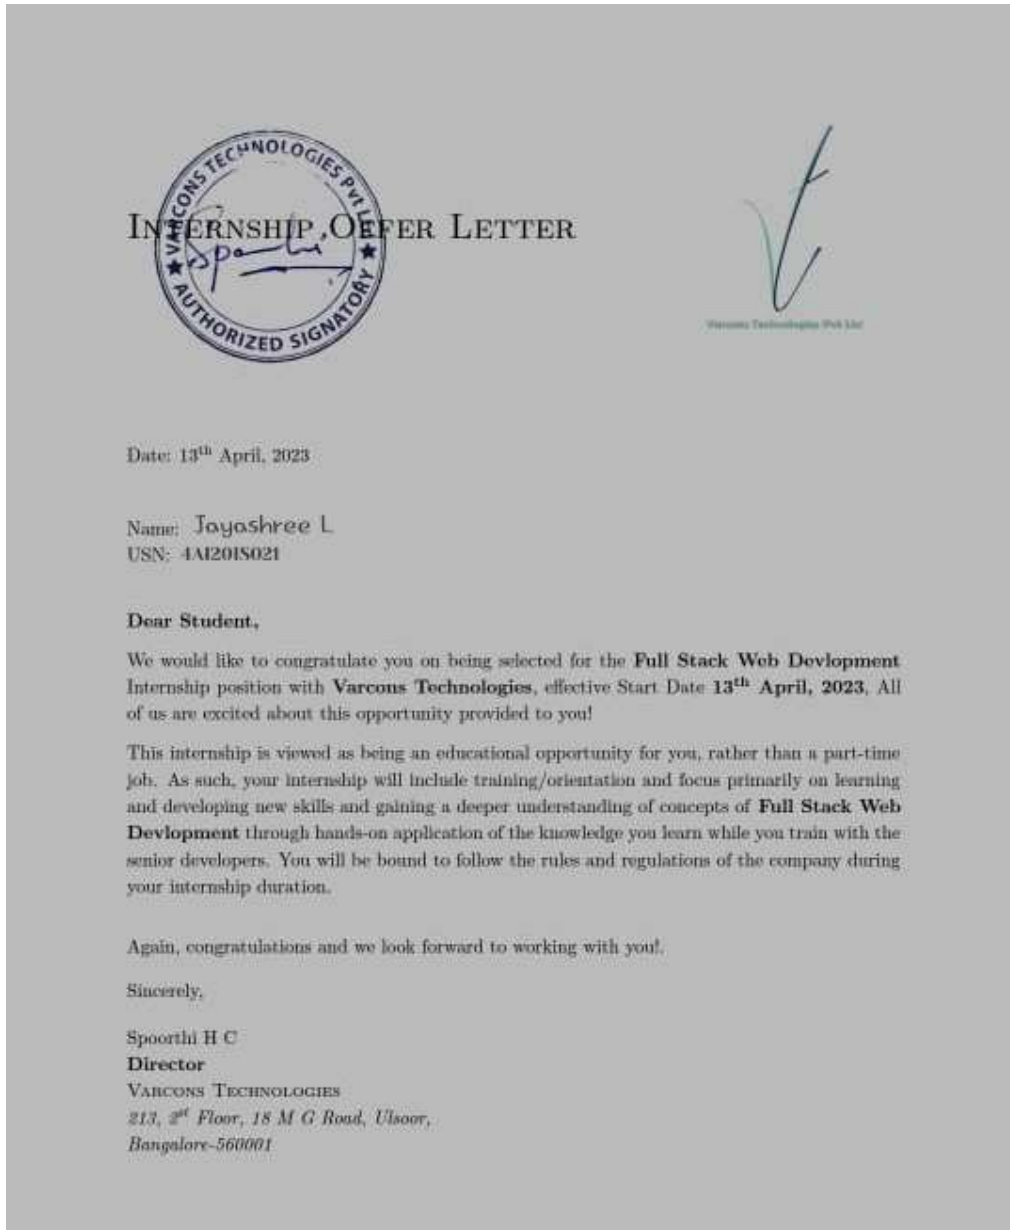 VARCONS TECHNOLOGIES Pvt Ltd
INTERNSHIP OFFER LETTER
AUTHORIZED SIGNATORY
Varcons Technologies Pvt Ltd
Date: 13th April, 2023
Name: Jayashree L
USN: 4AI20IS021
Dear Student,
We would like to congratulate you on being selected for the Full Stack Web Devlopment
Internship position with Varcons Technologies, effective Start Date 13th April, 2023, All
of us are excited about this opportunity provided to you!
This internship is viewed as being an educational opportunity for you, rather than a part-time
job. As such, your internship will include training/orientation and focus primarily on learning
and developing new skills and gaining a deeper understanding of concepts of Full Stack Web
Devlopment through hands-on application of the knowledge you learn while you train with the
senior developers. You will be bound to follow the rules and regulations of the company during
your internship duration.
Again, congratulations and we look forward to working with you!.
Sincerely,
Spoorthi H C
Director
VARCONS TECHNOLOGIES
213, 2st Floor, 18 M G Road, Ulsoor,
Bangalore-560001